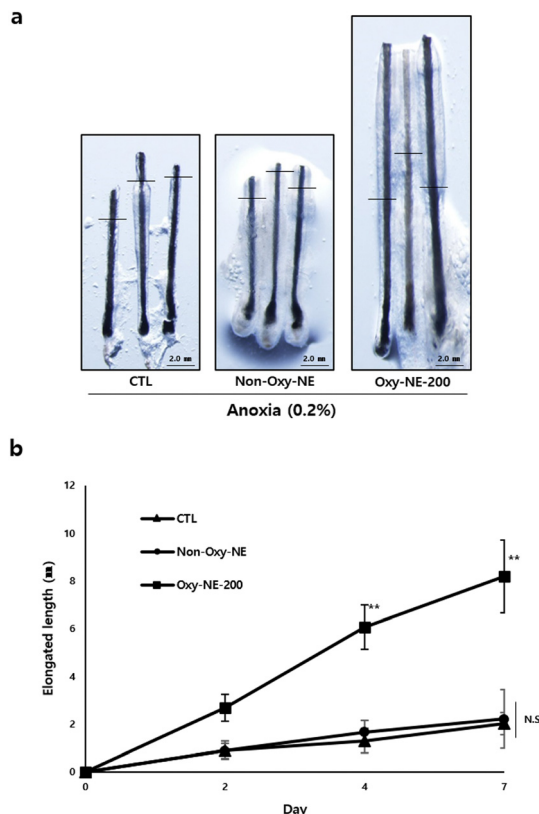 a
2.0 ㎜
2.0 ㎜
2.0 ㎜
CTL
Non-Oxy-NE
Oxy-NE-200
Anoxia (0.2%)
b
Elongated length (㎜)
12
10
8
6
4
2
0
CTL
Non-Oxy-NE
Oxy-NE-200
**
**
N.S
0
2
4
7
Day